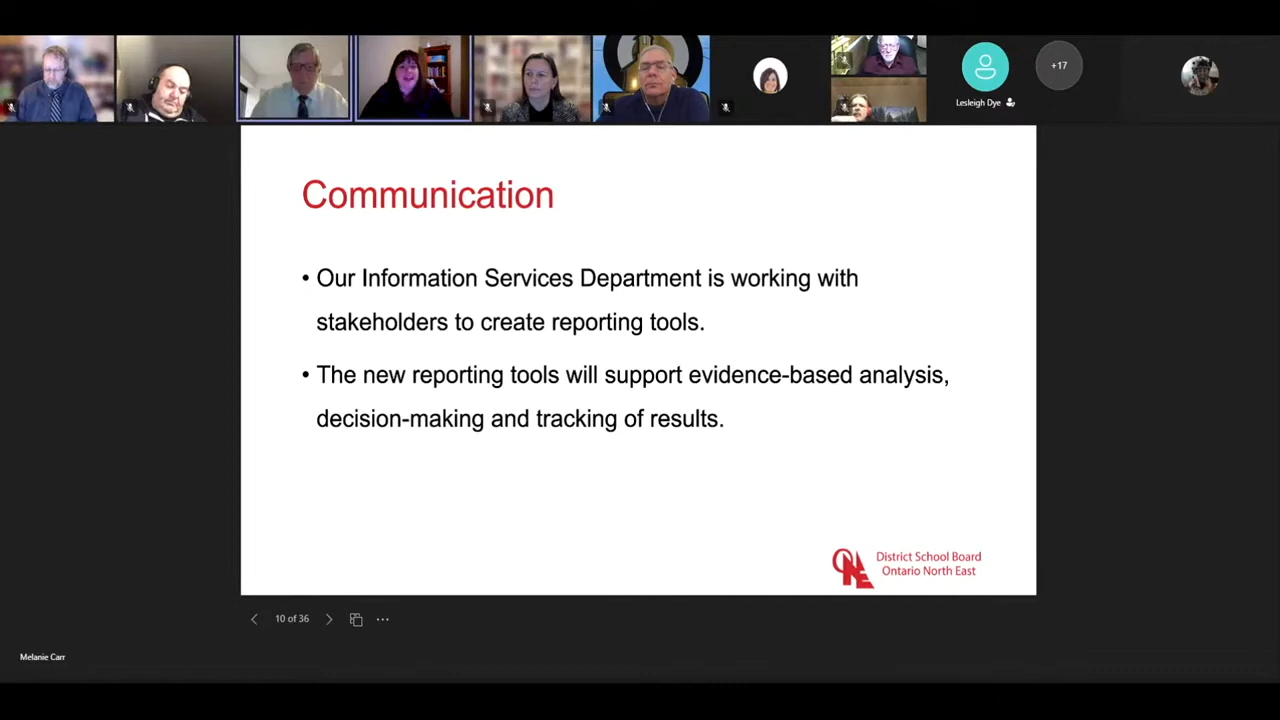 Lesleigh Dye
+17
Communication
• Our Information Services Department is working with
stakeholders to create reporting tools.
• The new reporting tools will support evidence-based analysis,
decision-making and tracking of results.
ONE
District School Board
Ontario North East
10 of 36
Melanie Carr